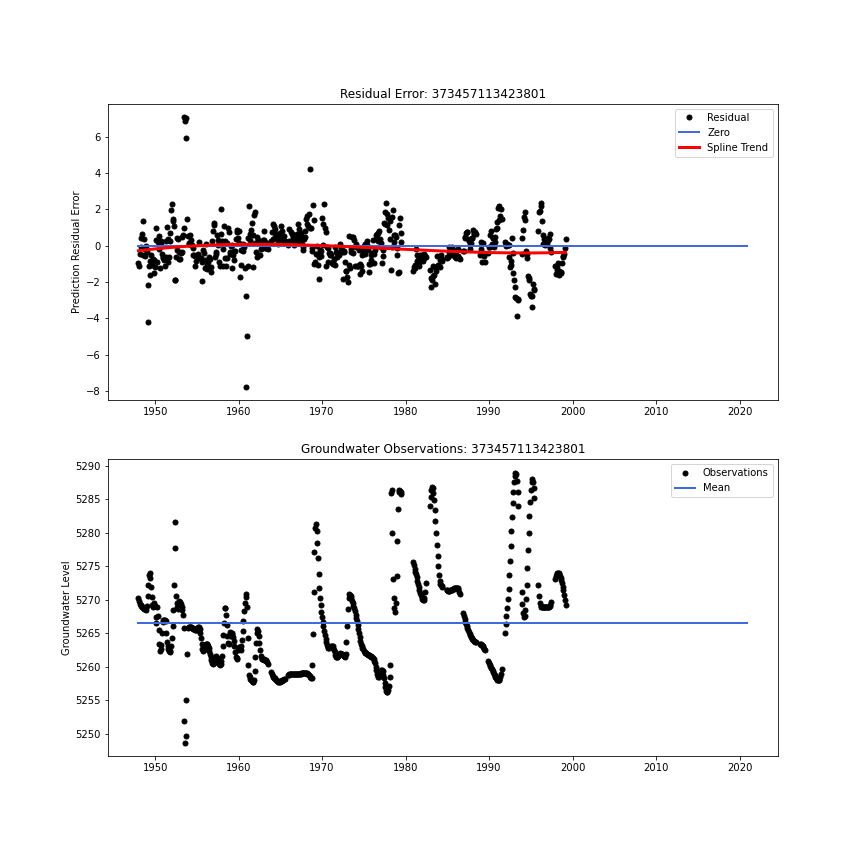 Residual Error: 373457113423801
Prediction Residual Error
6
4
2
0
−2
−4
−6
−8
Residual
Zero
Spline Trend
1950 1960 1970 1980 1990 2000 2010 2020
Groundwater Observations: 373457113423801
Groundwater Level
5290
5285
5280
5275
5270
5265
5260
5255
5250
Observations
Mean
1950 1960 1970 1980 1990 2000 2010 2020